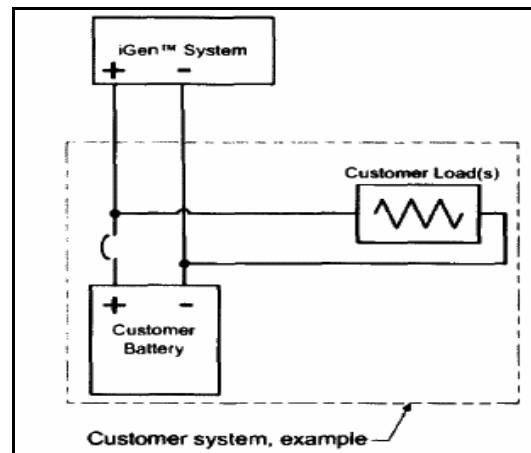 iGen™ System
+ -
Customer Load(s)
+ -
Customer
Battery
Customer system, example